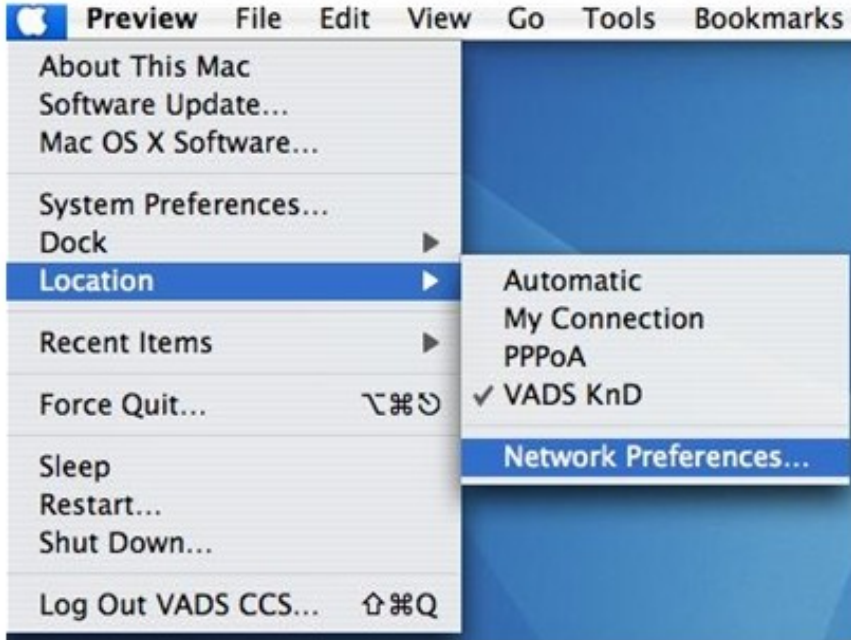 Preview File Edit View Go Tools Bookmarks
About This Mac
Software Update...
Mac OS X Software...
System Preferences...
Dock
Location
Automatic
My Connection
PPPoA
✓ VADS KnD
Network Preferences...
Recent Items
Force Quit... ⌥⌘⎋
Sleep
Restart...
Shut Down...
Log Out VADS CCS... ⇧⌘Q